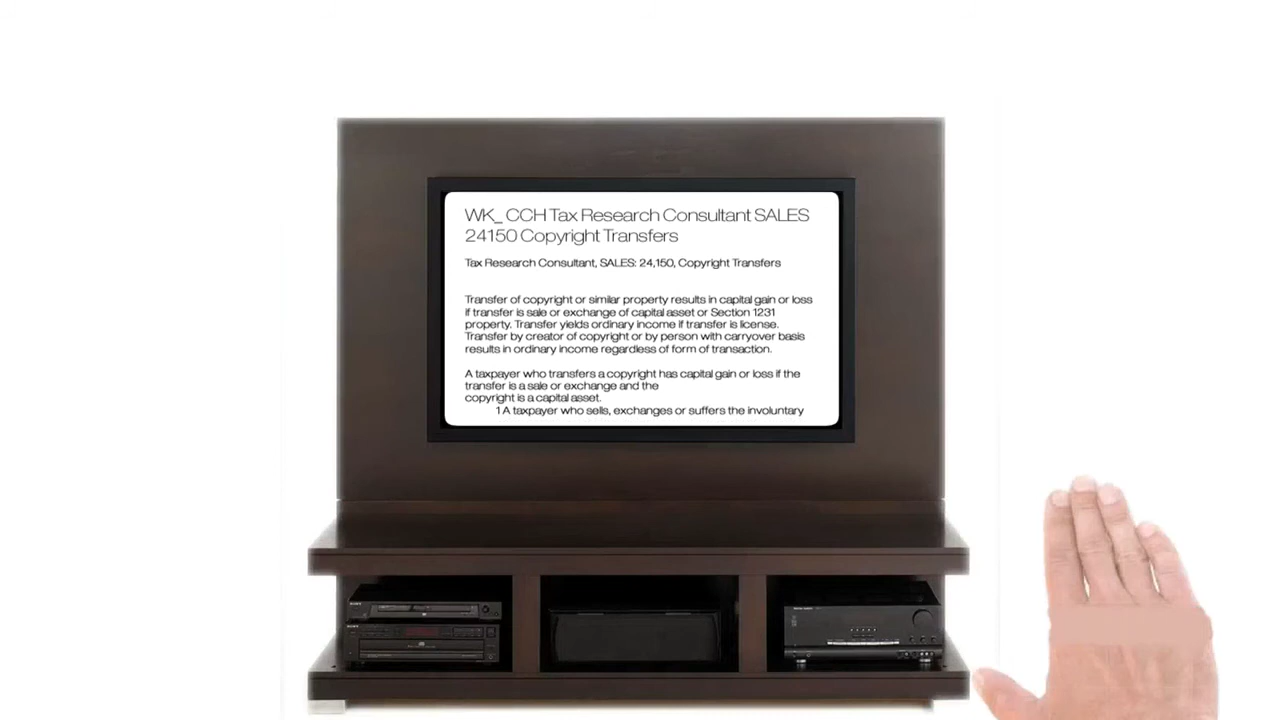 WK_ CCH Tax Research Consultant SALES
24150 Copyright Transfers
Tax Research Consultant, SALES: 24,150, Copyright Transfers
Transfer of copyright or similar property results in capital gain or loss
if transfer is sale or exchange of capital asset or Section 1231
property. Transfer yields ordinary income if transfer is license.
Transfer by creator of copyright or by person with carryover basis
results in ordinary income regardless of form of transaction.
A taxpayer who transfers a copyright has capital gain or loss if the
transfer is a sale or exchange and the
copyright is a capital asset.
1 A taxpayer who sells, exchanges or suffers the involuntary
SONY
SONY